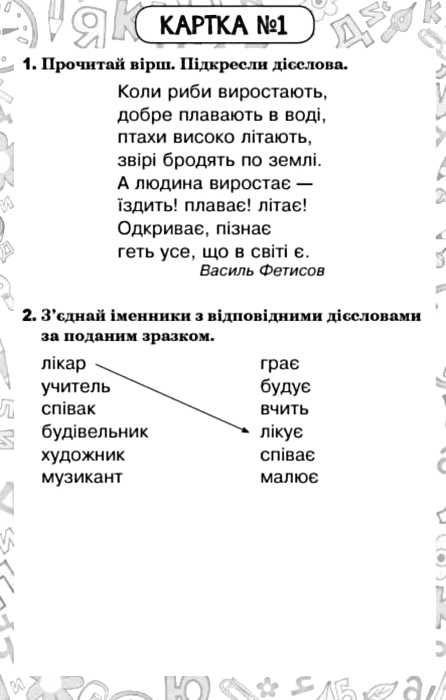 КАРТКА №1
1. Прочитай вірш. Підкресли дієслова.
Коли риби виростають,
добре плавають в воді,
птахи високо літають,
звірі бродять по землі.
А людина виростає —
їздить! плаває! літає!
Одкриває, пізнає
геть усе, що в світі є.
Василь Фетисов
2. З’єднай іменники з відповідними дієсловами
за поданим зразком.
лікар грає
учитель будує
співак вчить
будівельник лікує
художник співає
музикант малює